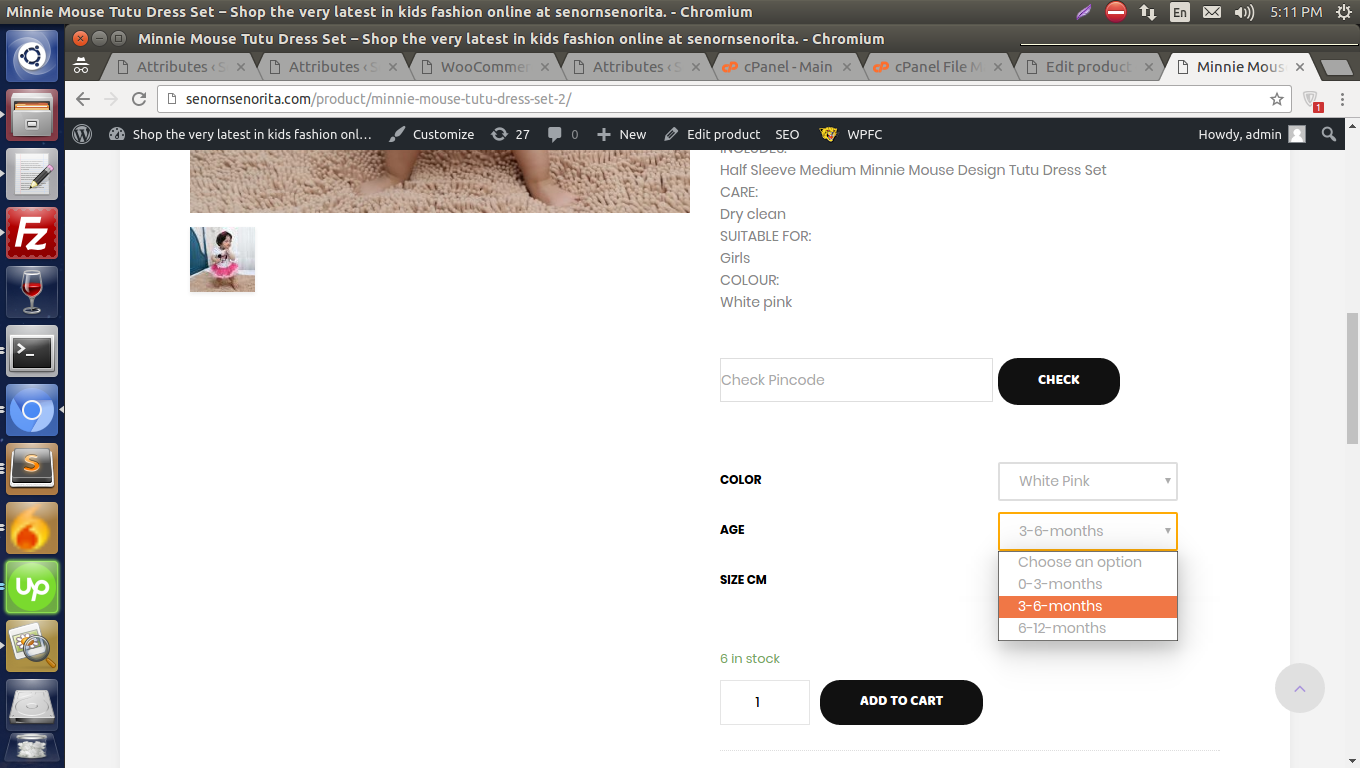 Minnie Mouse Tutu Dress Set – Shop the very latest in kids fashion online at senornsenorita. - Chromium
En
5:11 PM
Minnie Mouse Tutu Dress Set – Shop the very latest in kids fashion online at senornsenorita. - Chromium
Attributes ‹ S
Attributes ‹ S
WooCommer
Attributes ‹ S
cPanel - Main
cPanel File M
Edit product
Minnie Mous
senornsenorita.com/product/minnie-mouse-tutu-dress-set-2/
1
Shop the very latest in kids fashion onl…
Customize
27
0
New
Edit product
SEO
WPFC
Howdy, admin
INCLUDES:
Half Sleeve Medium Minnie Mouse Design Tutu Dress Set
CARE:
Dry clean
SUITABLE FOR:
Girls
COLOUR:
White pink
Check Pincode
CHECK
COLOR
White Pink
AGE
3-6-months
Choose an option
0-3-months
3-6-months
6-12-months
SIZE CM
6 in stock
1
ADD TO CART
Fz
S
Up